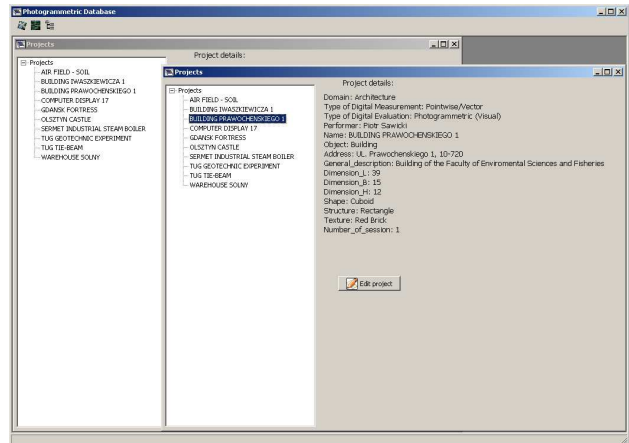 Photogrammetric Database
Projects
Project details:
Projects
AIR FIELD - SOIL
BUILDING IWASZKIEWICZA 1
BUILDING PRAWOCHENSKIEGO 1
COMPUTER DISPLAY 17
GDANSK FORTRESS
OLSZTYN CASTLE
SERMET INDUSTRIAL STEAM BOILER
TUG GEOTECHNIC EXPERIMENT
TUG TIE-BEAM
WAREHOUSE SOLNY
Projects
Projects
AIR FIELD - SOIL
BUILDING IWASZKIEWICZA 1
BUILDING PRAWOCHENSKIEGO 1
COMPUTER DISPLAY 17
GDANSK FORTRESS
OLSZTYN CASTLE
SERMET INDUSTRIAL STEAM BOILER
TUG GEOTECHNIC EXPERIMENT
TUG TIE-BEAM
WAREHOUSE SOLNY
Project details:
Domain: Architecture
Type of Digital Measurement: Pointwise/Vector
Type of Digital Evaluation: Photogrammetric (Visual)
Performer: Piotr Sawicki
Name: BUILDING PRAWOCHENSKIEGO 1
Object: Building
Address: UL. Prawochenskiego 1, 10-720
General_description: Building of the Faculty of Enviromental Sciences and Fisheries
Dimension_L: 39
Dimension_B: 15
Dimension_H: 12
Shape: Cuboid
Structure: Rectangle
Texture: Red Brick
Number_of_session: 1
Edit project